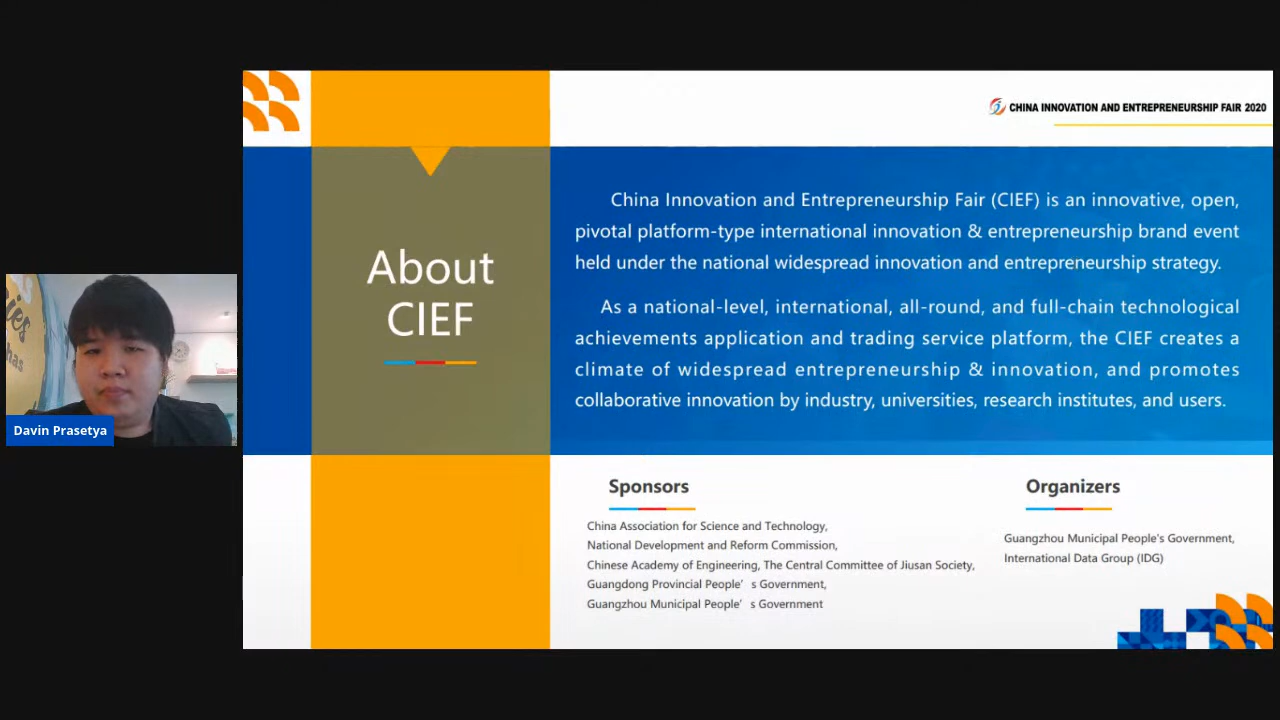 CHINA INNOVATION AND ENTREPRENEURSHIP FAIR 2020
About
CIEF
China Innovation and Entrepreneurship Fair (CIEF) is an innovative, open,
pivotal platform-type international innovation & entrepreneurship brand event
held under the national widespread innovation and entrepreneurship strategy.
As a national-level, international, all-round, and full-chain technological
achievements application and trading service platform, the CIEF creates a
climate of widespread entrepreneurship & innovation, and promotes
collaborative innovation by industry, universities, research institutes, and users.
Sponsors
China Association for Science and Technology,
National Development and Reform Commission,
Chinese Academy of Engineering, The Central Committee of Jiusan Society,
Guangdong Provincial People’ s Government,
Guangzhou Municipal People’ s Government
Organizers
Guangzhou Municipal People's Government,
International Data Group (IDG)
Davin Prasetya